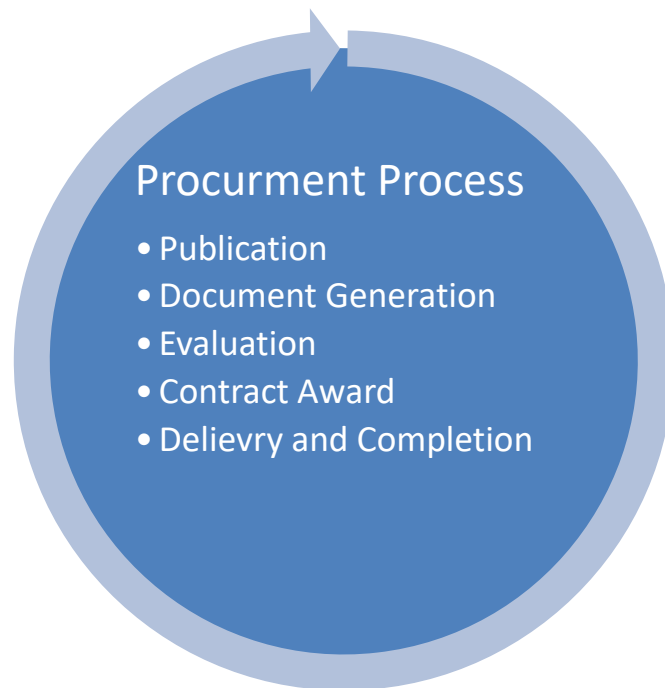 Procurment Process
• Publication
• Document Generation
• Evaluation
• Contract Award
• Delievry and Completion